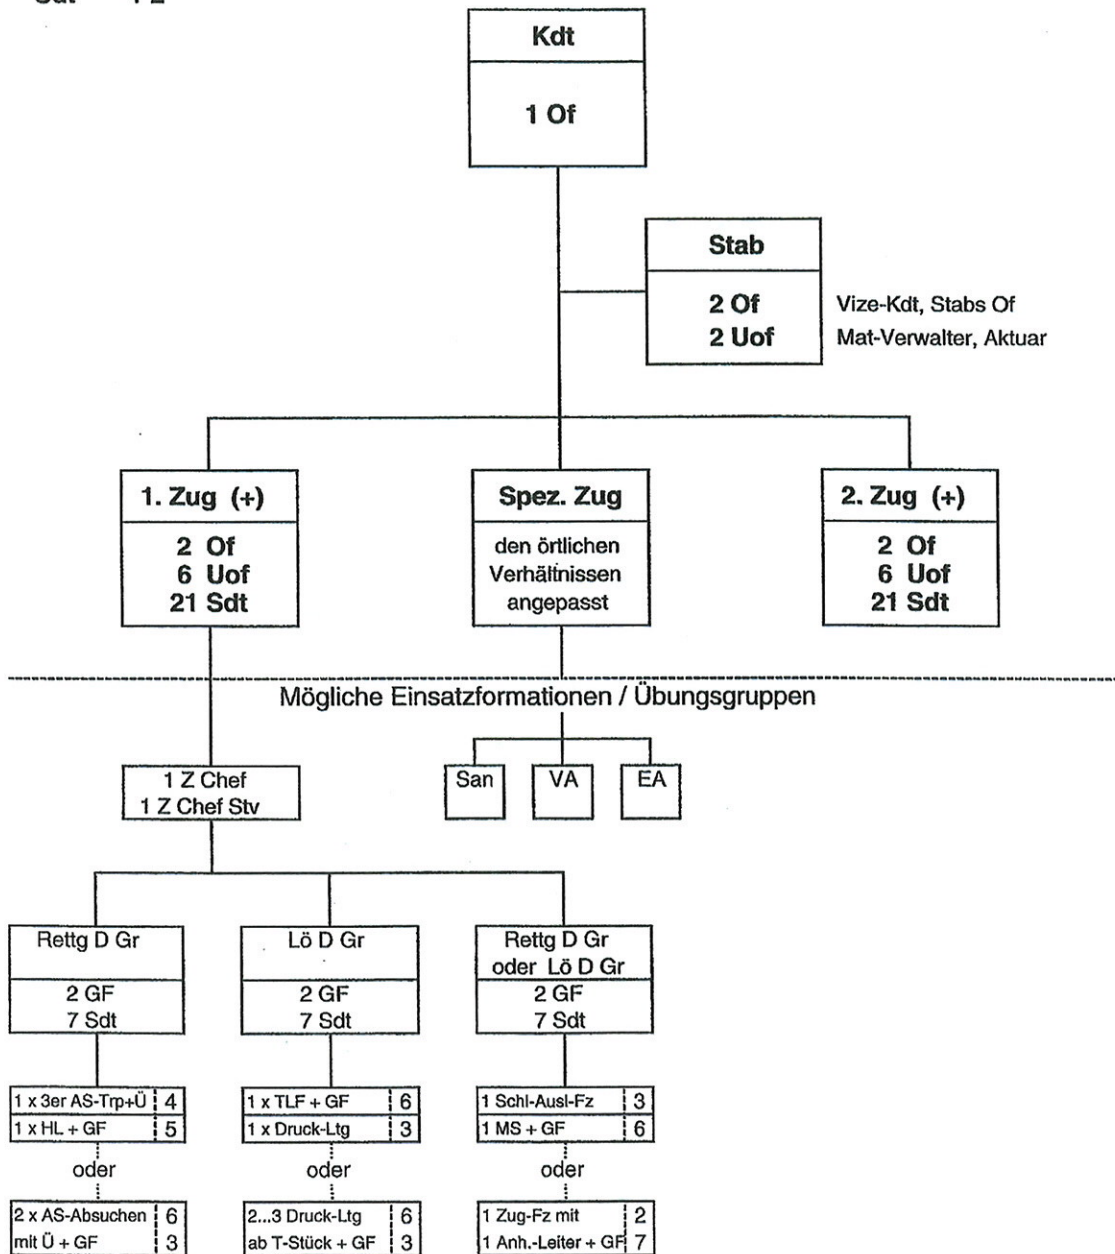 Kdt
1 Of
Stab
2 Of Vize-Kdt, Stabs Of
2 Uof Mat-Verwalter, Aktuar
1. Zug (+)
2 Of
6 Uof
21 Sdt
Spez. Zug
den örtlichen
Verhältnissen
angepasst
2. Zug (+)
2 Of
6 Uof
21 Sdt
Mögliche Einsatzformationen / Übungsgruppen
1 Z Chef
1 Z Chef Stv
San
VA
EA
Rettg D Gr
2 GF
7 Sdt
Lö D Gr
2 GF
7 Sdt
Rettg D Gr
oder Lö D Gr
2 GF
7 Sdt
1 x 3er AS-Trp+Ü 4
1 x HL + GF 5
oder
2 x AS-Absuchen 6
mit Ü + GF 3
1 x TLF + GF 6
1 x Druck-Ltg 3
oder
2...3 Druck-Ltg 6
ab T-Stück + GF 3
1 Schl-Ausl-Fz 3
1 MS + GF 6
oder
1 Zug-Fz mit 2
1 Anh.-Leiter + GF 7